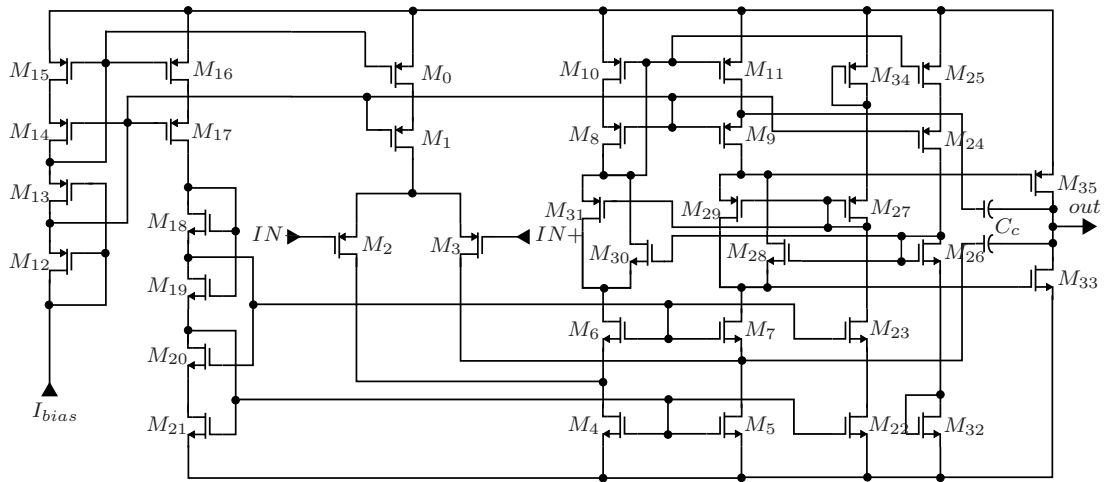 M15 M16 M0 M10 M11 M34 M25
M14 M17 M1 M8 M9 M24
M13 M31 M29 M27 M35
M18 IN M2 M3 IN+ out
Cc
M12 M30 M28 M26 M33
M19
M20 M6 M7 M23
Ibias
M21 M4 M5 M22 M32